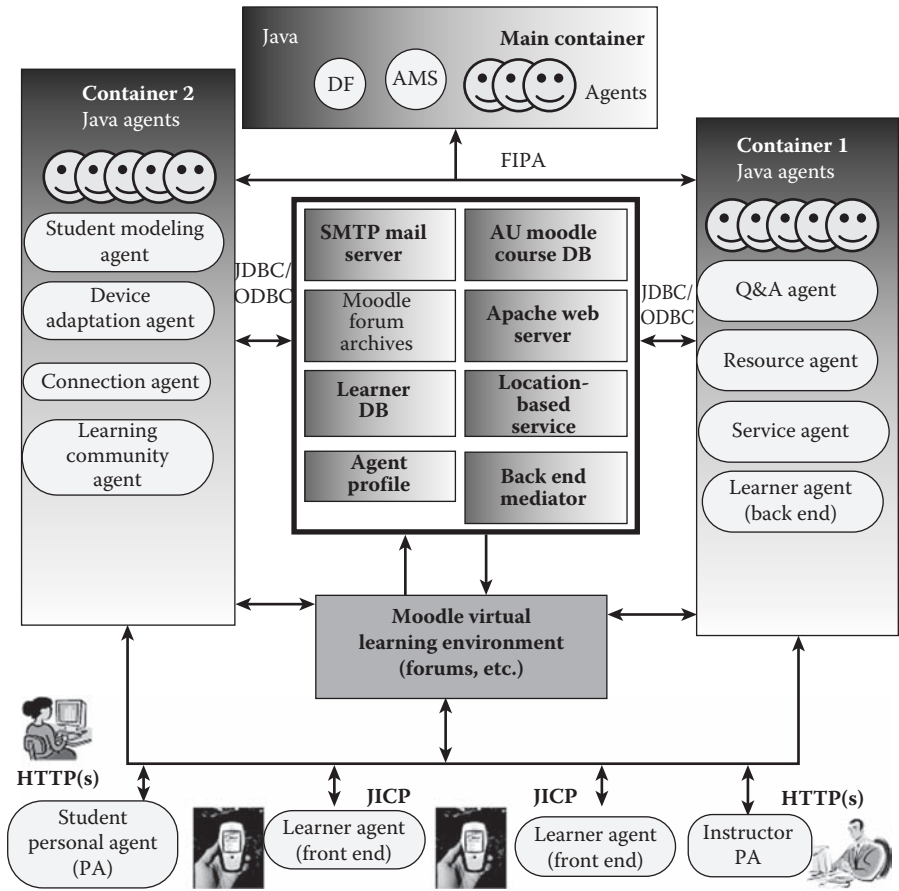 Java
Main container
DF
AMS
Agents
Container 2
Java agents
Student modeling
agent
Device
adaptation agent
Connection agent
Learning
community
agent
FIPA
Container 1
Java agents
Q&A agent
Resource agent
Service agent
Learner agent
(back end)
JDBC/
ODBC
JDBC/
ODBC
SMTP mail
server
AU moodle
course DB
Moodle
forum
archives
Apache web
server
Learner
DB
Location-
based
service
Agent
profile
Back end
mediator
Moodle virtual
learning environment
(forums, etc.)
HTTP(s)
Student
personal agent
(PA)
JICP
Learner agent
(front end)
JICP
Learner agent
(front end)
HTTP(s)
Instructor
PA